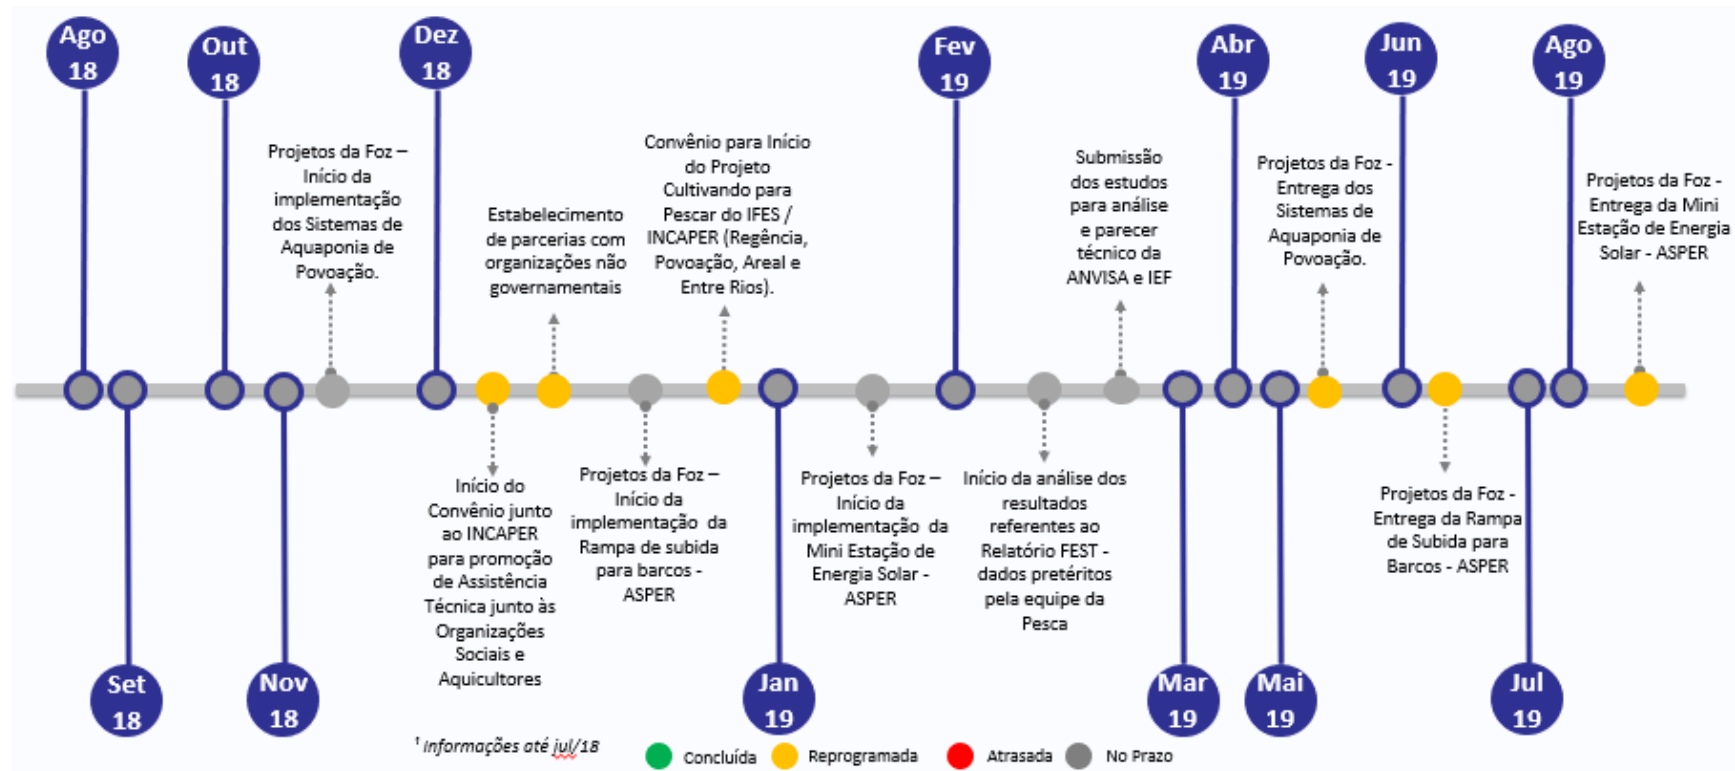 Ago
18
Out
18
Dez
18
Fev
19
Abr
19
Jun
19
Ago
19
Projetos da Foz –
Início da
implementação
dos Sistemas de
Aquaponia de
Povoação.
Estabelecimento
de parcerias com
organizações não
governamentais
Convênio para Início
do Projeto
Cultivando para
Pescar do IFES /
INCAPER (Regência,
Povoação, Areal e
Entre Rios).
Submissão
dos estudos
para análise
e parecer
técnico da
ANVISA e IEF
Projetos da Foz -
Entrega dos
Sistemas de
Aquaponia de
Povoação.
Projetos da Foz -
Entrega da Mini
Estação de Energia
Solar - ASPER
Início do
Convênio junto
ao INCAPER
para promoção
de Assistência
Técnica junto às
Organizações
Sociais e
Aquicultores
Projetos da Foz –
Início da
implementação da
Rampa de subida
para barcos -
ASPER
Projetos da Foz –
Início da
implementação da
Mini Estação de
Energia Solar -
ASPER
Início da análise dos
resultados
referentes ao
Relatório FEST -
dados pretéritos
pela equipe da
Pesca
Projetos da Foz -
Entrega da Rampa
de Subida para
Barcos - ASPER
Set
18
Nov
18
Jan
19
Mar
19
Mai
19
Jul
19
¹ Informações até jul/18
Concluída
Reprogramada
Atrasada
No Prazo